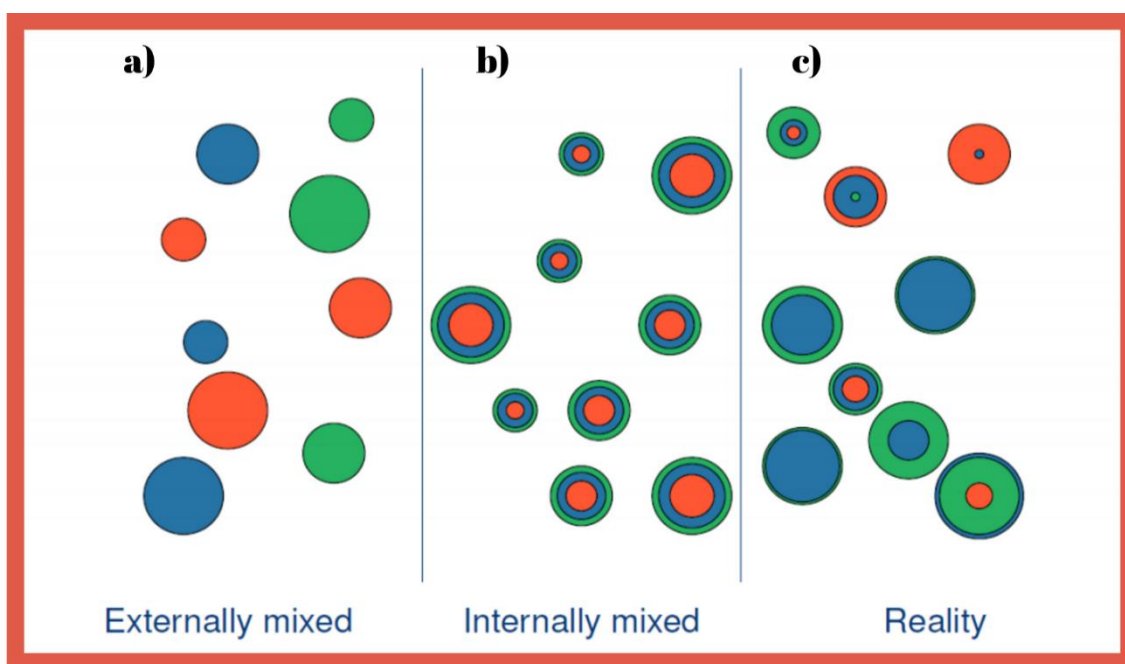 a)
b)
c)
Externally mixed
Internally mixed
Reality